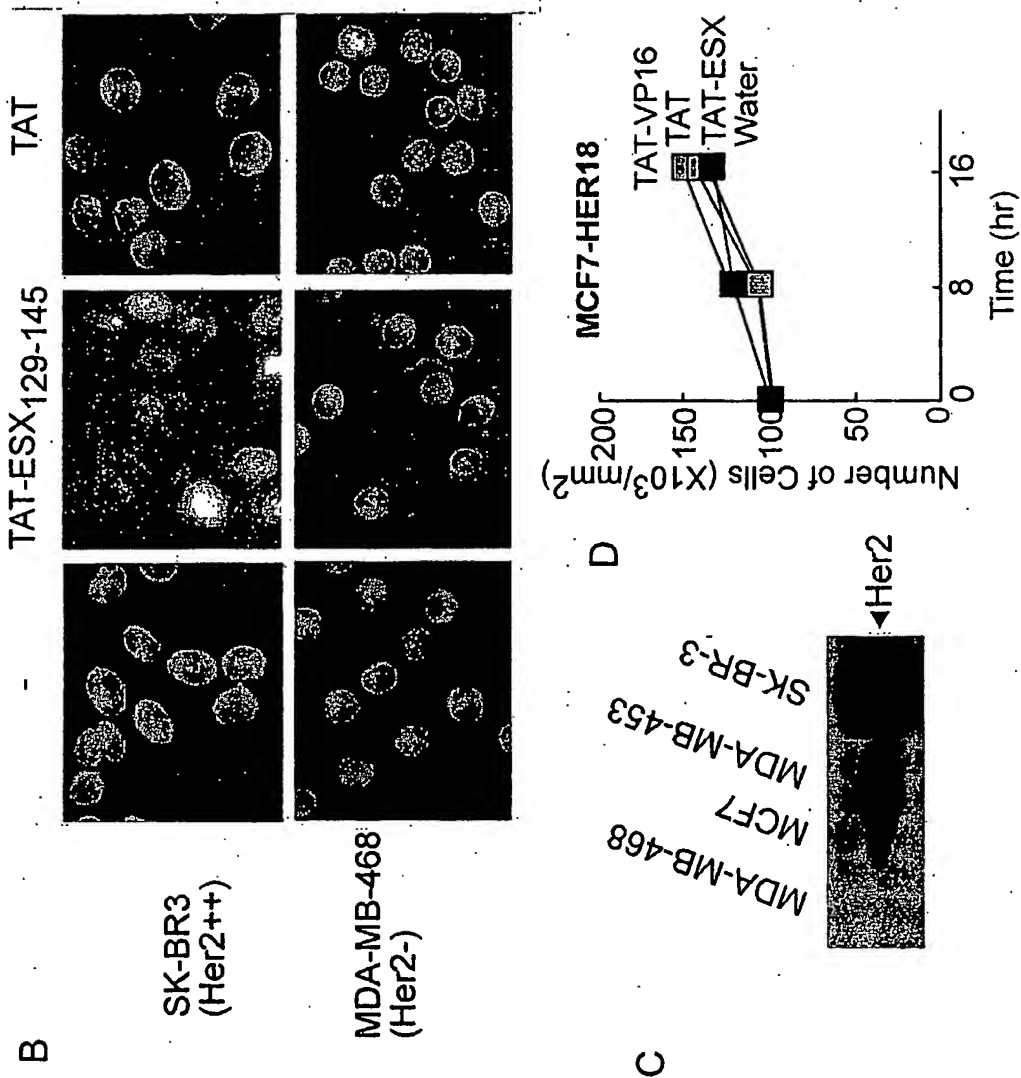 B
-
TAT-ESX129-145
TAT
SK-BR3
(Her2++)
MDA-MB-468
(Her2-)
C
MDA-MB-468
MCF7
MDA-MB-453
SK-BR-3
◄Her2
D
MCF7-HER18
Number of Cells (X10³/mm²)
200
150
100
50
0
0
8
16
Time (hr)
TAT-VP16
TAT
TAT-ESX
Water.